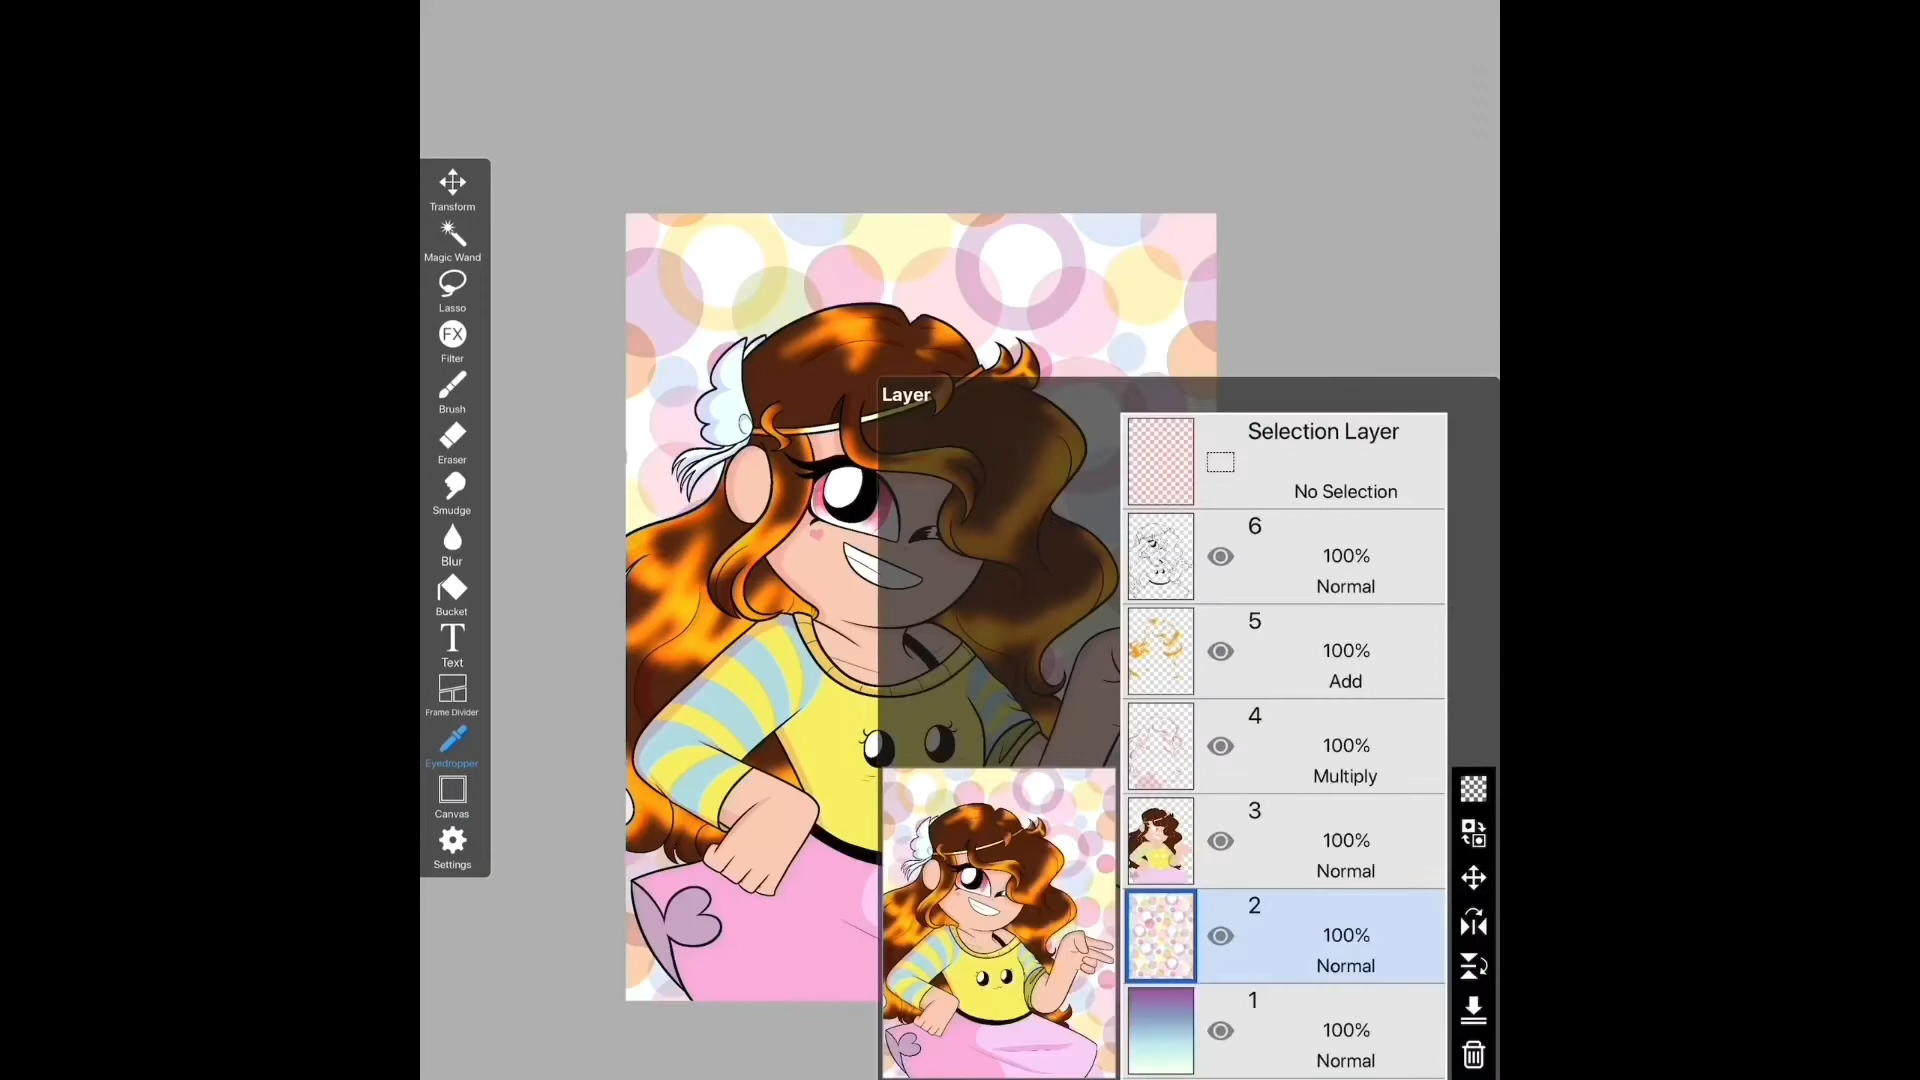 Transform
Magic Wand
Lasso
FX
Filter
Brush
Eraser
Smudge
Blur
Bucket
T
Text
Frame Divider
Eyedropper
Canvas
Settings
Layer
Selection Layer
No Selection
6
100%
Normal
5
100%
Add
4
100%
Multiply
3
100%
Normal
2
100%
Normal
1
100%
Normal